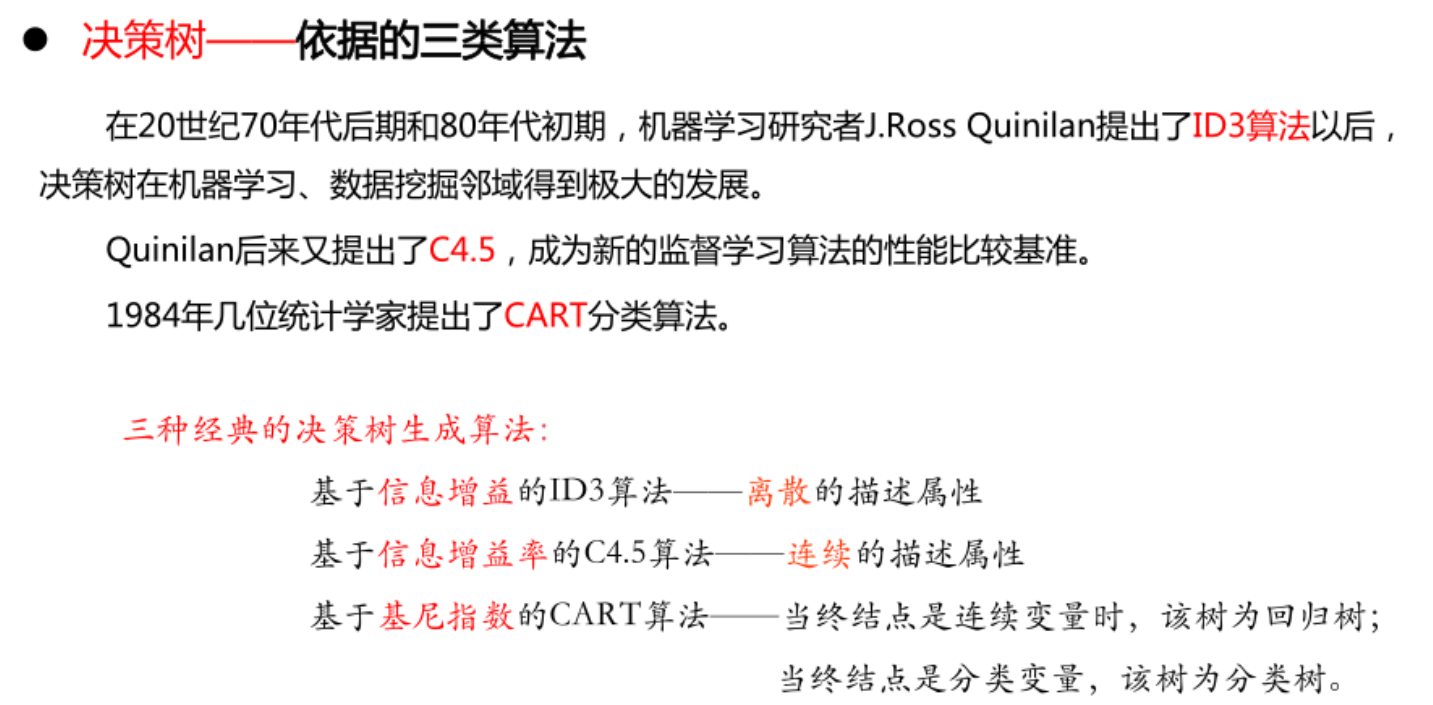 ● 决策树——依据的三类算法
在20世纪70年代后期和80年代初期，机器学习研究者J.Ross Quinilan提出了ID3算法以后，
决策树在机器学习、数据挖掘邻域得到极大的发展。
Quinilan后来又提出了C4.5，成为新的监督学习算法的性能比较基准。
1984年几位统计学家提出了CART分类算法。
三种经典的决策树生成算法：
基于信息增益的ID3算法——离散的描述属性
基于信息增益率的C4.5算法——连续的描述属性
基于基尼指数的CART算法——当终结点是连续变量时，该树为回归树；
当终结点是分类变量，该树为分类树。